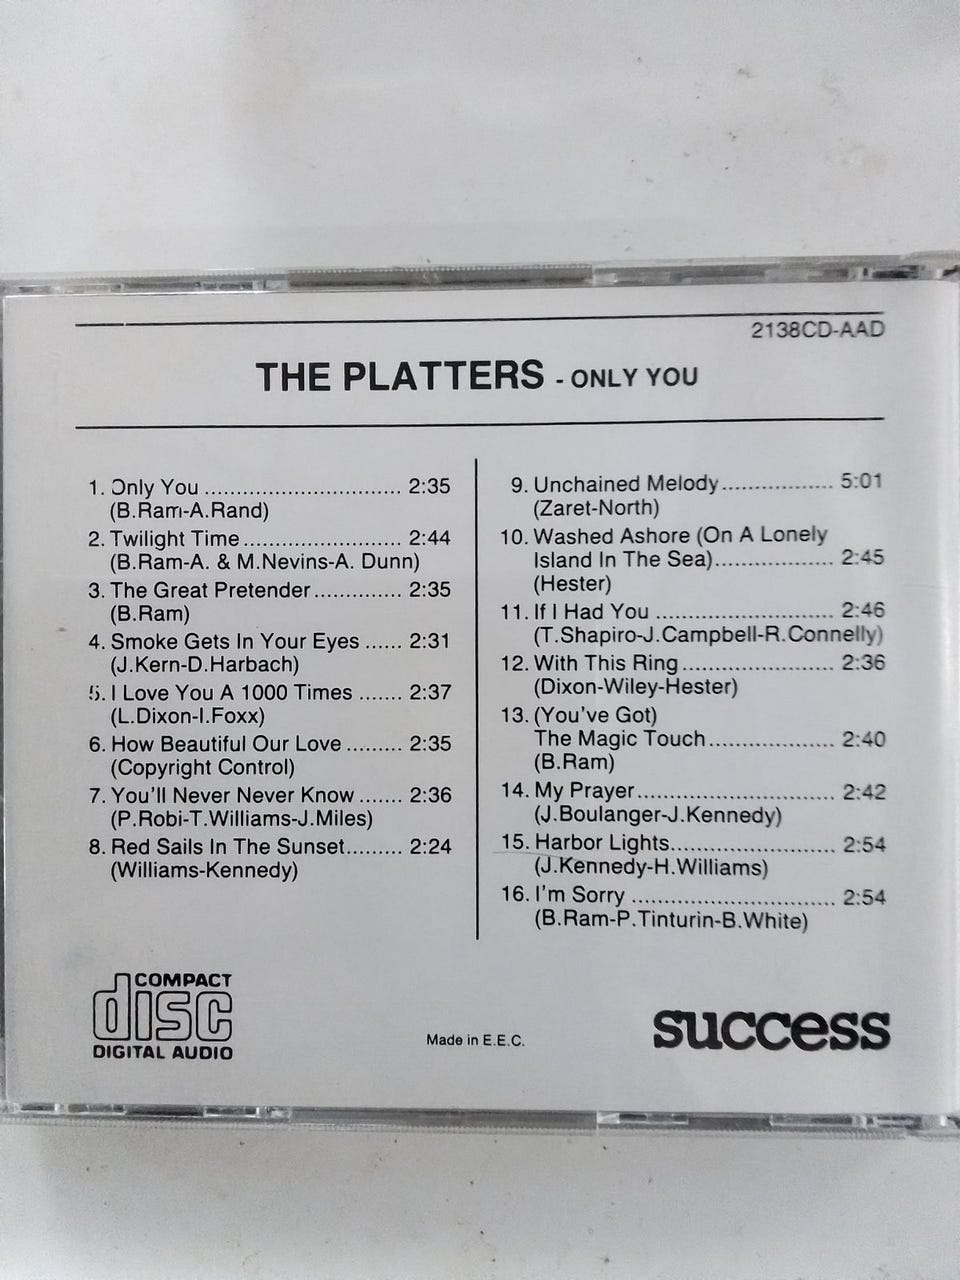 2138CD-AAD
THE PLATTERS - ONLY YOU
1. Only You ............................... 2:35
(B.Ram-A.Rand)
2. Twilight Time ......................... 2:44
(B.Ram-A. & M.Nevins-A. Dunn)
3. The Great Pretender .............. 2:35
(B.Ram)
4. Smoke Gets In Your Eyes ...... 2:31
(J.Kern-D.Harbach)
5. I Love You A 1000 Times ....... 2:37
(L.Dixon-I.Foxx)
6. How Beautiful Our Love ......... 2:35
(Copyright Control)
7. You'll Never Never Know ....... 2:36
(P.Robi-T.Williams-J.Miles)
8. Red Sails In The Sunset ......... 2:24
(Williams-Kennedy)
9. Unchained Melody ................. 5:01
(Zaret-North)
10. Washed Ashore (On A Lonely
Island In The Sea) ................... 2:45
(Hester)
11. If I Had You ............................ 2:46
(T.Shapiro-J.Campbell-R.Connelly)
12. With This Ring ........................ 2:36
(Dixon-Wiley-Hester)
13. (You've Got)
The Magic Touch .................... 2:40
(B.Ram)
14. My Prayer ............................... 2:42
(J.Boulanger-J.Kennedy)
15. Harbor Lights .......................... 2:54
(J.Kennedy-H.Williams)
16. I'm Sorry ................................ 2:54
(B.Ram-P.Tinturin-B.White)
COMPACT
disc
DIGITAL AUDIO
Made in E.E.C.
success